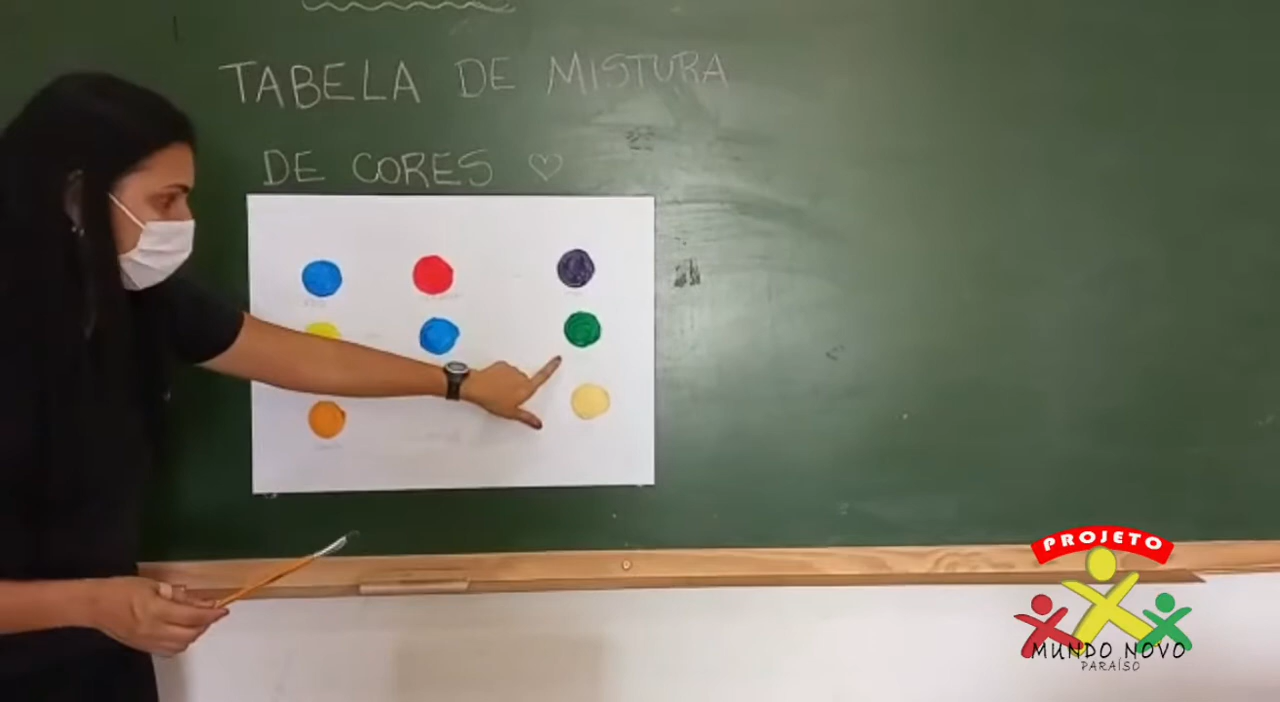 TABELA DE MISTURA
DE CORES ♡
PROJETO
MUNDO NOVO
PARAÍSO